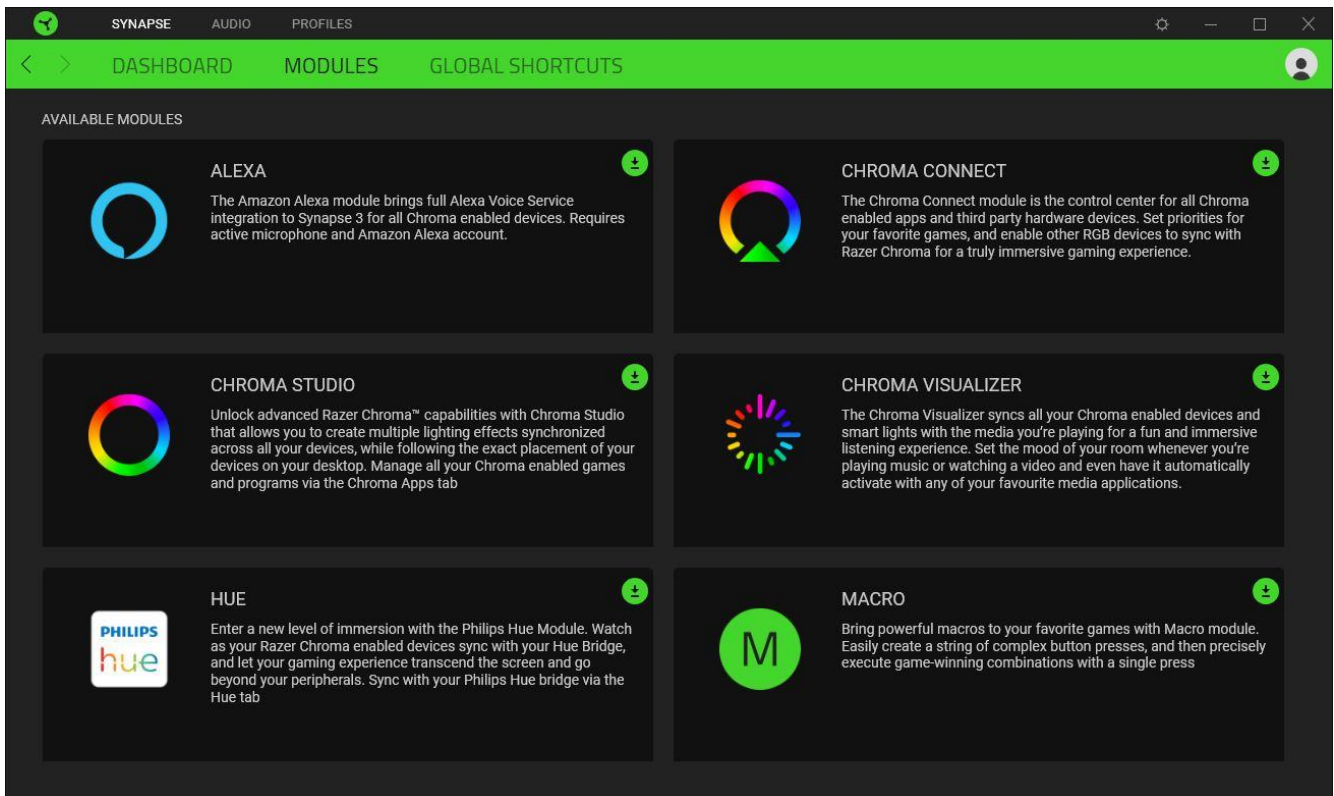 SYNAPSE AUDIO PROFILES
DASHBOARD MODULES GLOBAL SHORTCUTS
AVAILABLE MODULES
ALEXA
The Amazon Alexa module brings full Alexa Voice Service
integration to Synapse 3 for all Chroma enabled devices. Requires
active microphone and Amazon Alexa account.
CHROMA CONNECT
The Chroma Connect module is the control center for all Chroma
enabled apps and third party hardware devices. Set priorities for
your favorite games, and enable other RGB devices to sync with
Razer Chroma for a truly immersive gaming experience.
CHROMA STUDIO
Unlock advanced Razer Chroma™ capabilities with Chroma Studio
that allows you to create multiple lighting effects synchronized
across all your devices, while following the exact placement of your
devices on your desktop. Manage all your Chroma enabled games
and programs via the Chroma Apps tab
CHROMA VISUALIZER
The Chroma Visualizer syncs all your Chroma enabled devices and
smart lights with the media you're playing for a fun and immersive
listening experience. Set the mood of your room whenever you're
playing music or watching a video and even have it automatically
activate with any of your favourite media applications.
PHILIPS
hue
HUE
Enter a new level of immersion with the Philips Hue Module. Watch
as your Razer Chroma enabled devices sync with your Hue Bridge,
and let your gaming experience transcend the screen and go
beyond your peripherals. Sync with your Philips Hue bridge via the
Hue tab
M
MACRO
Bring powerful macros to your favorite games with Macro module.
Easily create a string of complex button presses, and then precisely
execute game-winning combinations with a single press